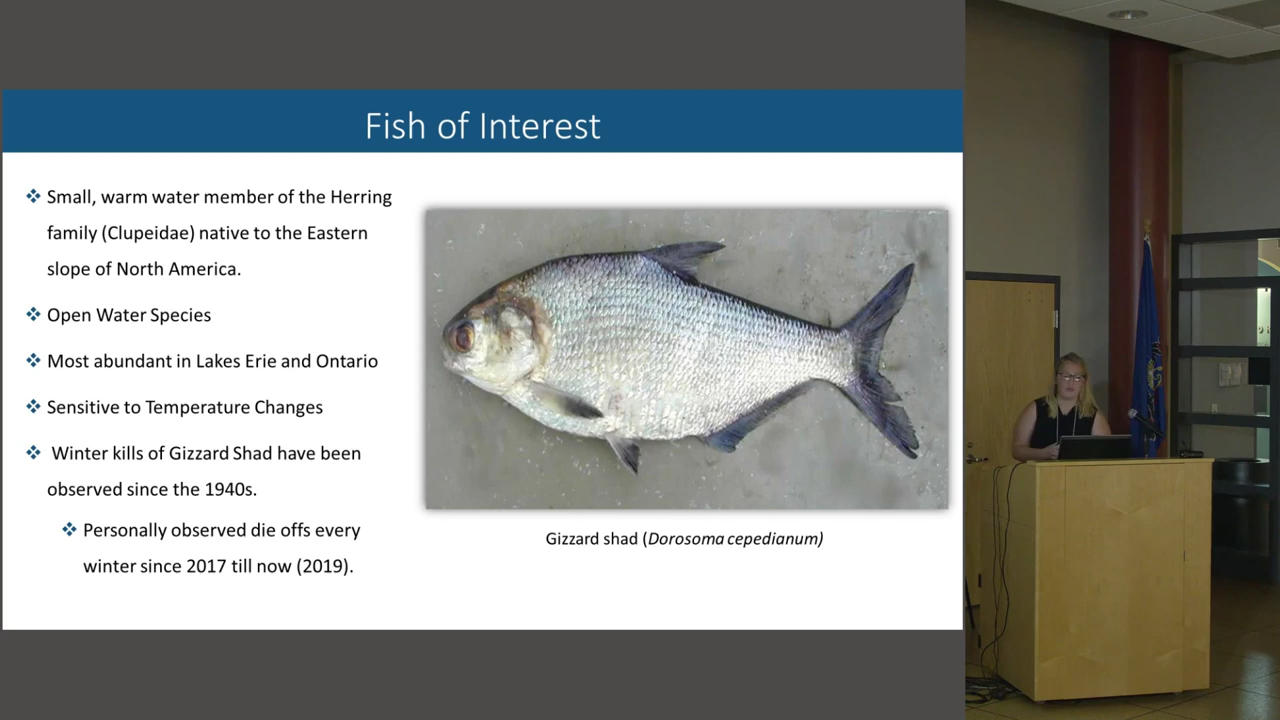 Fish of Interest
❖ Small, warm water member of the Herring
family (Clupeidae) native to the Eastern
slope of North America.
❖ Open Water Species
❖ Most abundant in Lakes Erie and Ontario
❖ Sensitive to Temperature Changes
❖ Winter kills of Gizzard Shad have been
observed since the 1940s.
❖ Personally observed die offs every
winter since 2017 till now (2019).
Gizzard shad (Dorosoma cepedianum)